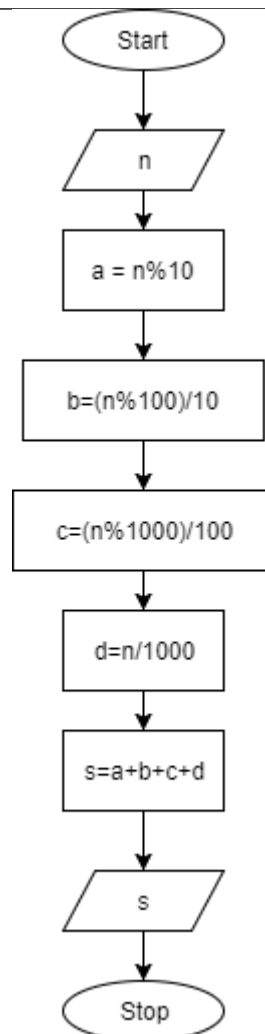 Start
n
a = n%10
b=(n%100)/10
c=(n%1000)/100
d=n/1000
s=a+b+c+d
s
Stop